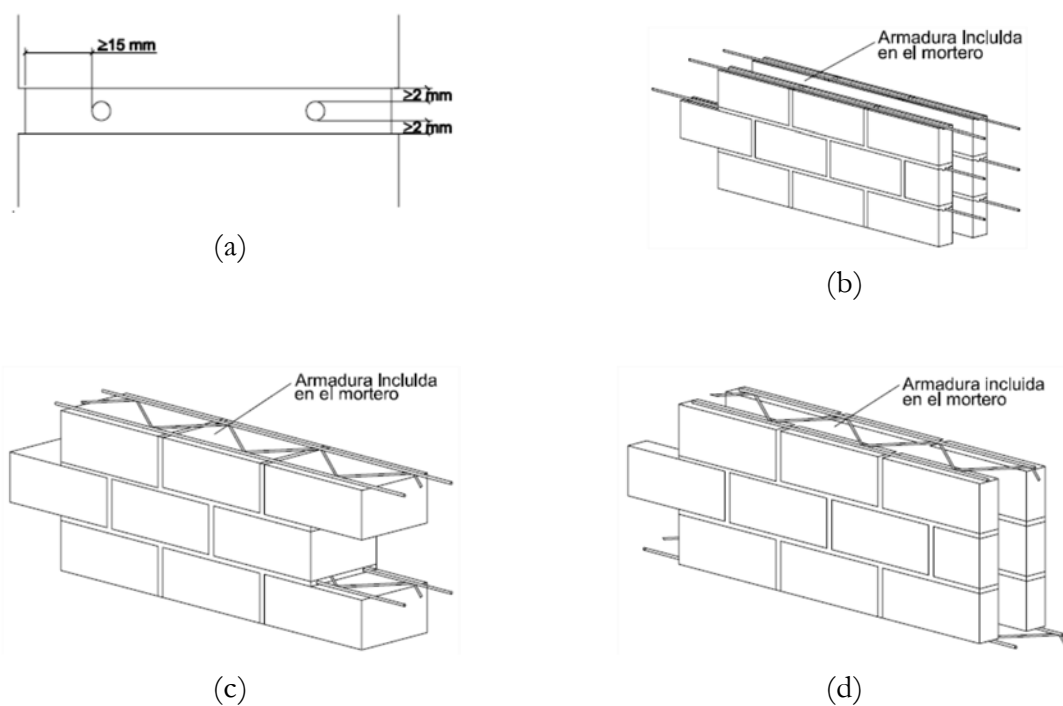 ≥15 mm
≥2 mm
≥2 mm
(a)
Armadura Incluida
en el mortero
(b)
Armadura Incluida
en el mortero
(c)
Armadura incluida
en el mortero
(d)